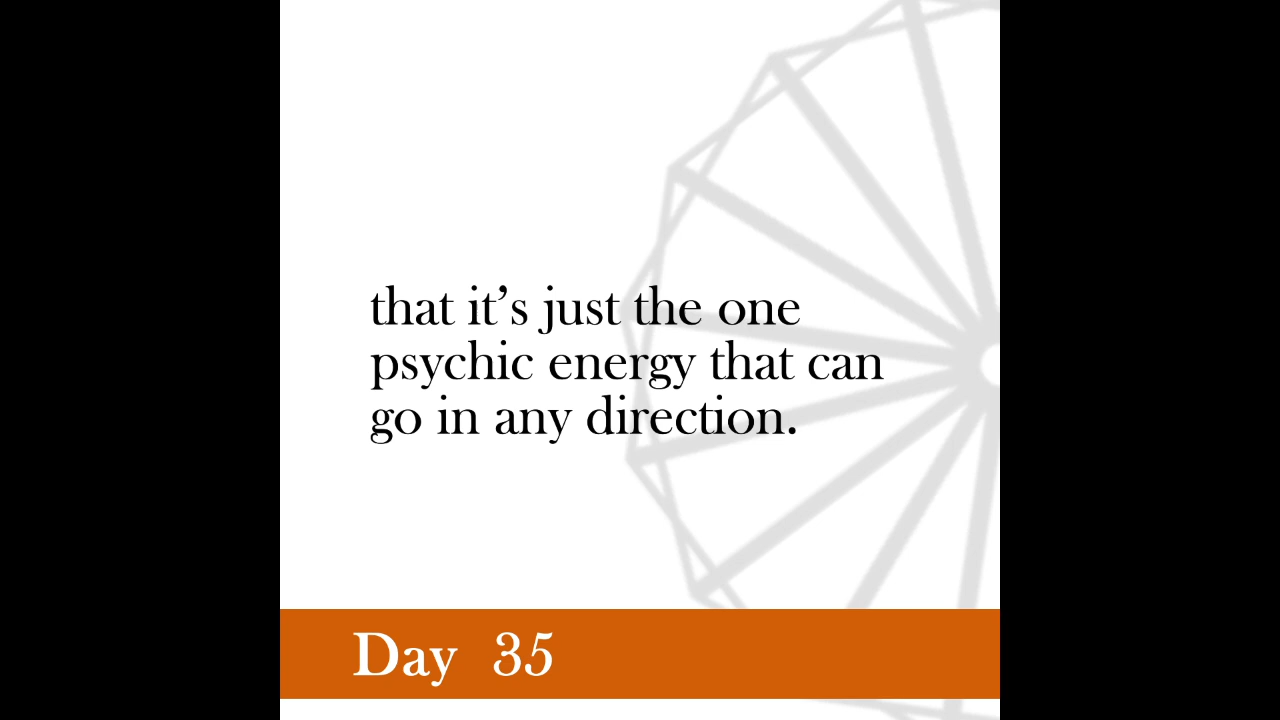 that it’s just the one
psychic energy that can
go in any direction.
Day 35